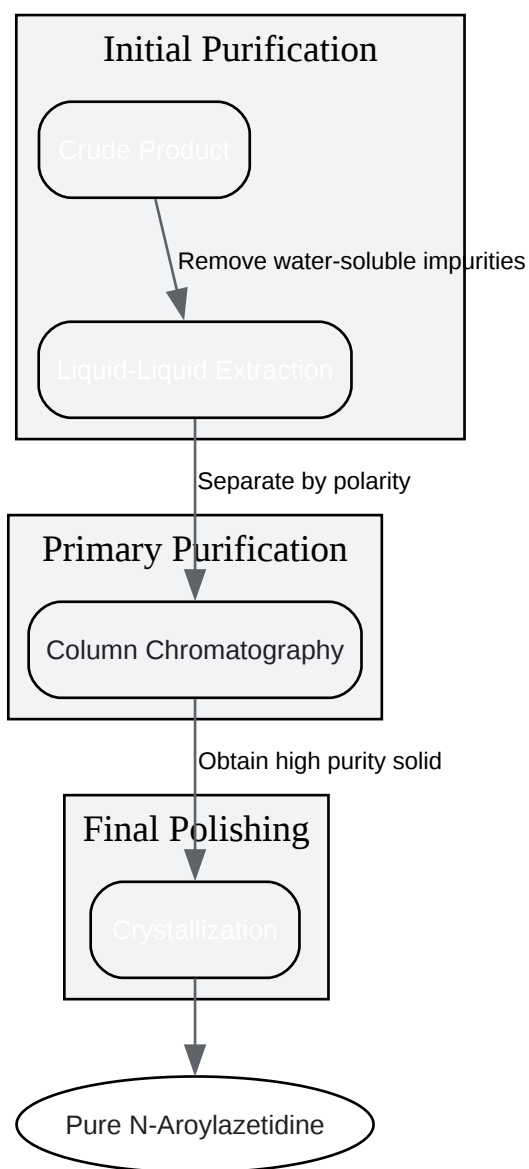 Initial Purification
Crude Product
Remove water-soluble impurities
Liquid-Liquid Extraction
Separate by polarity
Primary Purification
Column Chromatography
Obtain high purity solid
Final Polishing
Crystallization
Pure N-Aroylazetidine